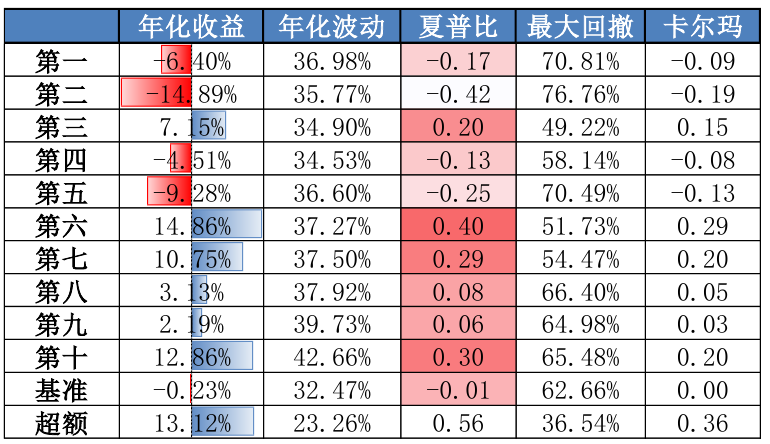 年化收益 年化波动 夏普比 最大回撤 卡尔玛
第一 -6.40% 36.98% -0.17 70.81% -0.09
第二 -14.89% 35.77% -0.42 76.76% -0.19
第三 7.15% 34.90% 0.20 49.22% 0.15
第四 -4.51% 34.53% -0.13 58.14% -0.08
第五 -9.28% 36.60% -0.25 70.49% -0.13
第六 14.86% 37.27% 0.40 51.73% 0.29
第七 10.75% 37.50% 0.29 54.47% 0.20
第八 3.13% 37.92% 0.08 66.40% 0.05
第九 2.19% 39.73% 0.06 64.98% 0.03
第十 12.86% 42.66% 0.30 65.48% 0.20
基准 -0.23% 32.47% -0.01 62.66% 0.00
超额 13.12% 23.26% 0.56 36.54% 0.36